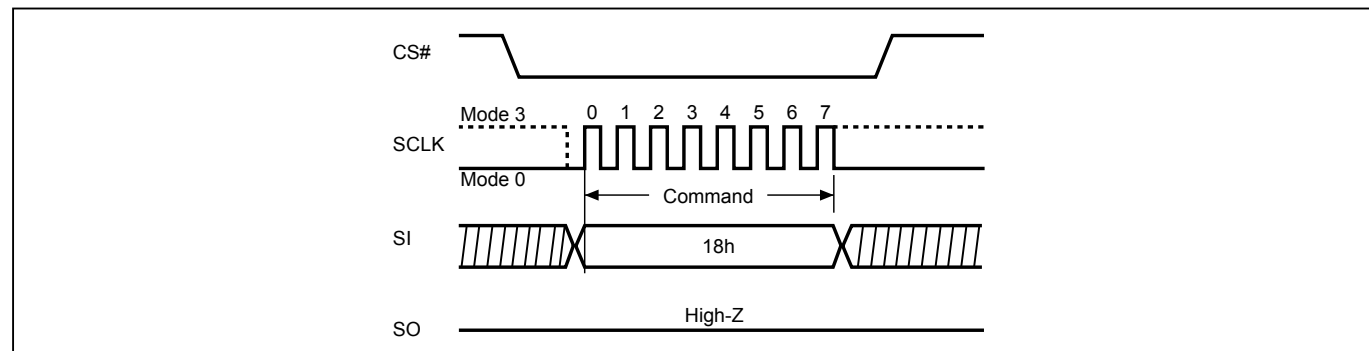 CS#
Mode 3
0 1 2 3 4 5 6 7
SCLK
Mode 0
Command
SI
18h
High-Z
SO